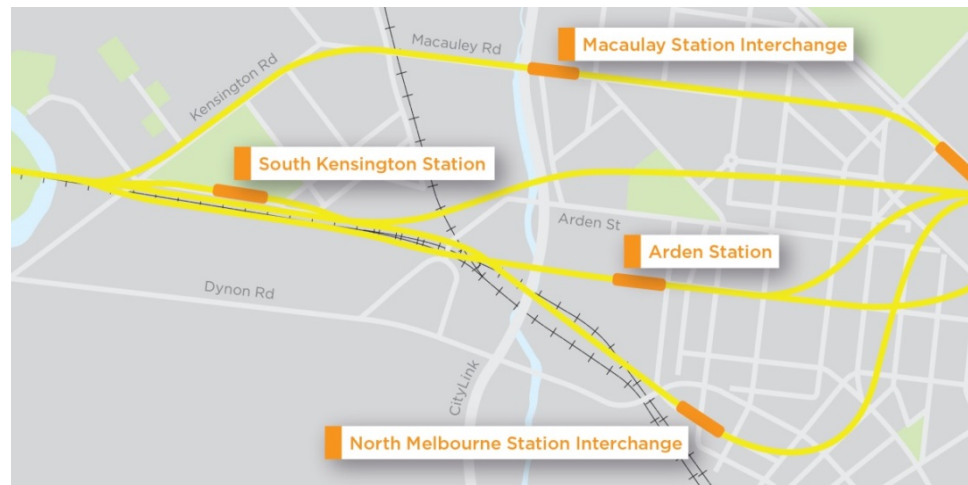 Macauley Rd
Macaulay Station Interchange
Kensington Rd
South Kensington Station
Arden St
Arden Station
Dynon Rd
CityLink
North Melbourne Station Interchange